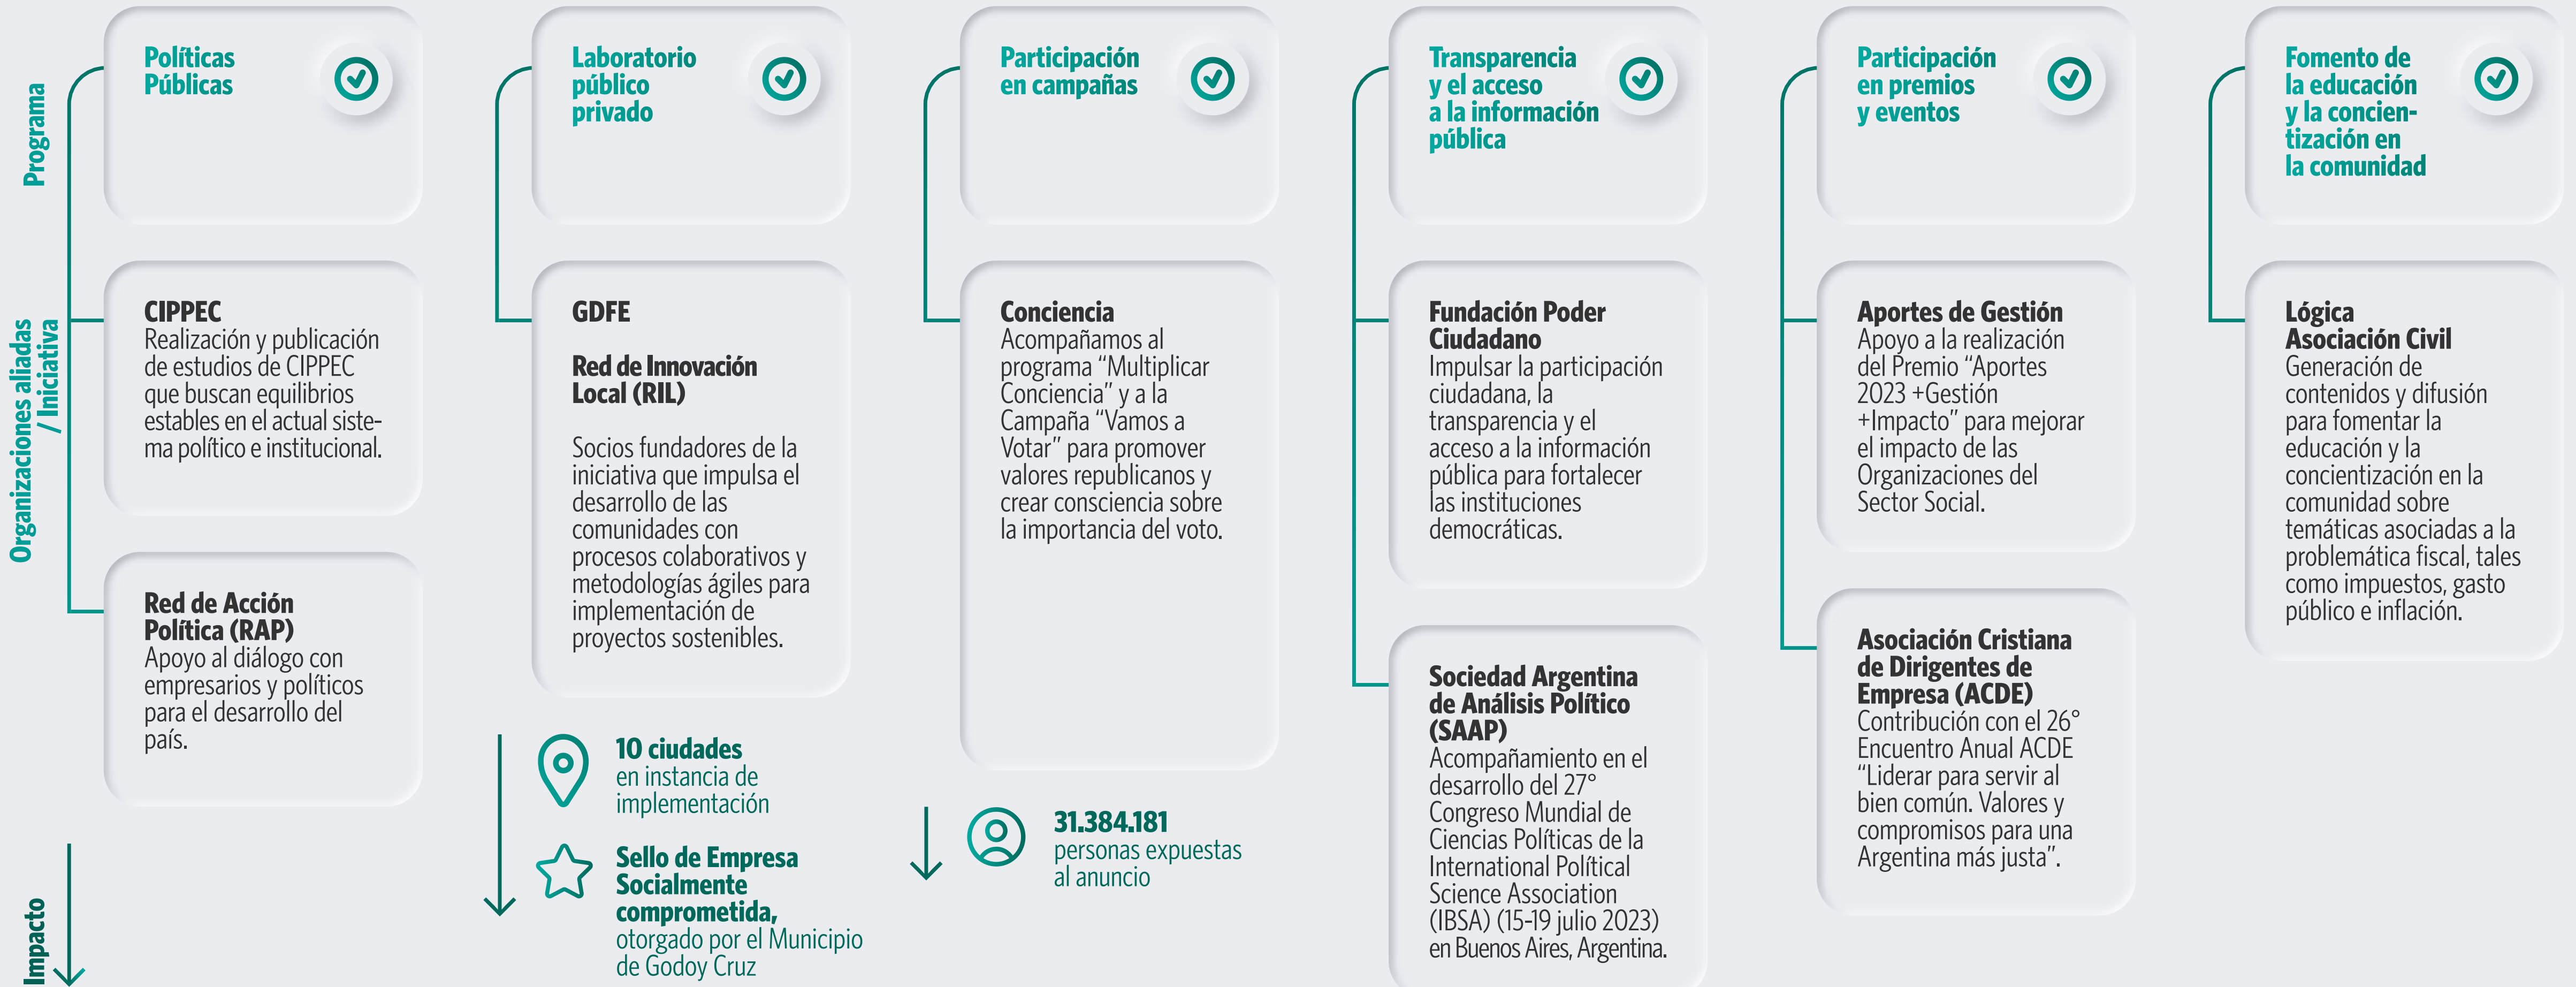 Programa
Organizaciones aliadas
/ Iniciativa
Impacto
Políticas
Públicas
CIPPEC
Realización y publicación
de estudios de CIPPEC
que buscan equilibrios
estables en el actual siste-
ma político e institucional.
Red de Acción
Política (RAP)
Apoyo al diálogo con
empresarios y políticos
para el desarrollo del
país.
Laboratorio
público
privado
GDFE
Red de Innovación
Local (RIL)
Socios fundadores de la
iniciativa que impulsa el
desarrollo de las
comunidades con
procesos colaborativos y
metodologías ágiles para
implementación de
proyectos sostenibles.
10 ciudades
en instancia de
implementación
Sello de Empresa
Socialmente
comprometida,
otorgado por el Municipio
de Godoy Cruz
Participación
en campañas
Conciencia
Acompañamos al
programa “Multiplicar
Conciencia” y a la
Campaña “Vamos a
Votar” para promover
valores republicanos y
crear consciencia sobre
la importancia del voto.
31.384.181
personas expuestas
al anuncio
Transparencia
y el acceso
a la información
pública
Fundación Poder
Ciudadano
Impulsar la participación
ciudadana, la
transparencia y el
acceso a la información
pública para fortalecer
las instituciones
democráticas.
Sociedad Argentina
de Análisis Político
(SAAP)
Acompañamiento en el
desarrollo del 27°
Congreso Mundial de
Ciencias Políticas de la
International Polítical
Science Association
(IBSA) (15-19 julio 2023)
en Buenos Aires, Argentina.
Participación
en premios
y eventos
Aportes de Gestión
Apoyo a la realización
del Premio “Aportes
2023 +Gestión
+Impacto” para mejorar
el impacto de las
Organizaciones del
Sector Social.
Asociación Cristiana
de Dirigentes de
Empresa (ACDE)
Contribución con el 26°
Encuentro Anual ACDE
“Liderar para servir al
bien común. Valores y
compromisos para una
Argentina más justa”.
Fomento de
la educación
y la concien-
tización en
la comunidad
Lógica
Asociación Civil
Generación de
contenidos y difusión
para fomentar la
educación y la
concientización en la
comunidad sobre
temáticas asociadas a la
problemática fiscal, tales
como impuestos, gasto
público e inflación.